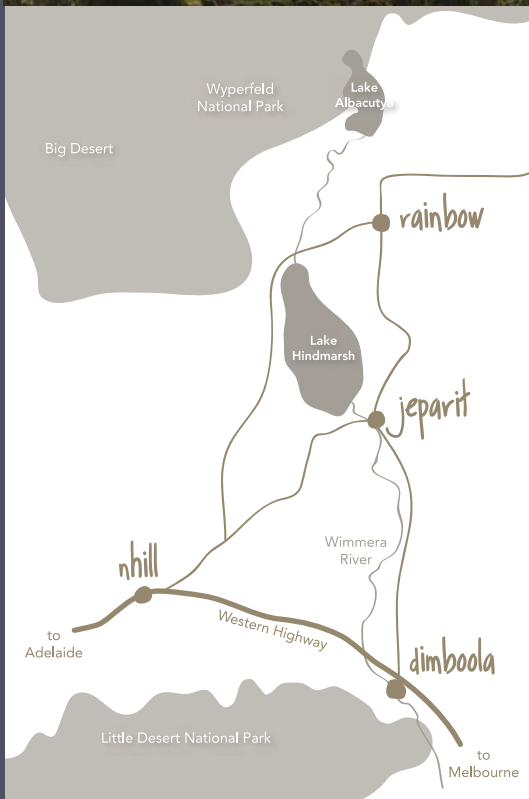 Wyperfeld
National Park
Lake
Albacutya
Big Desert
rainbow
Lake
Hindmarsh
jeparit
Wimmera
River
nhill
Western Highway
to
Adelaide
dimboola
Little Desert National Park
to
Melbourne